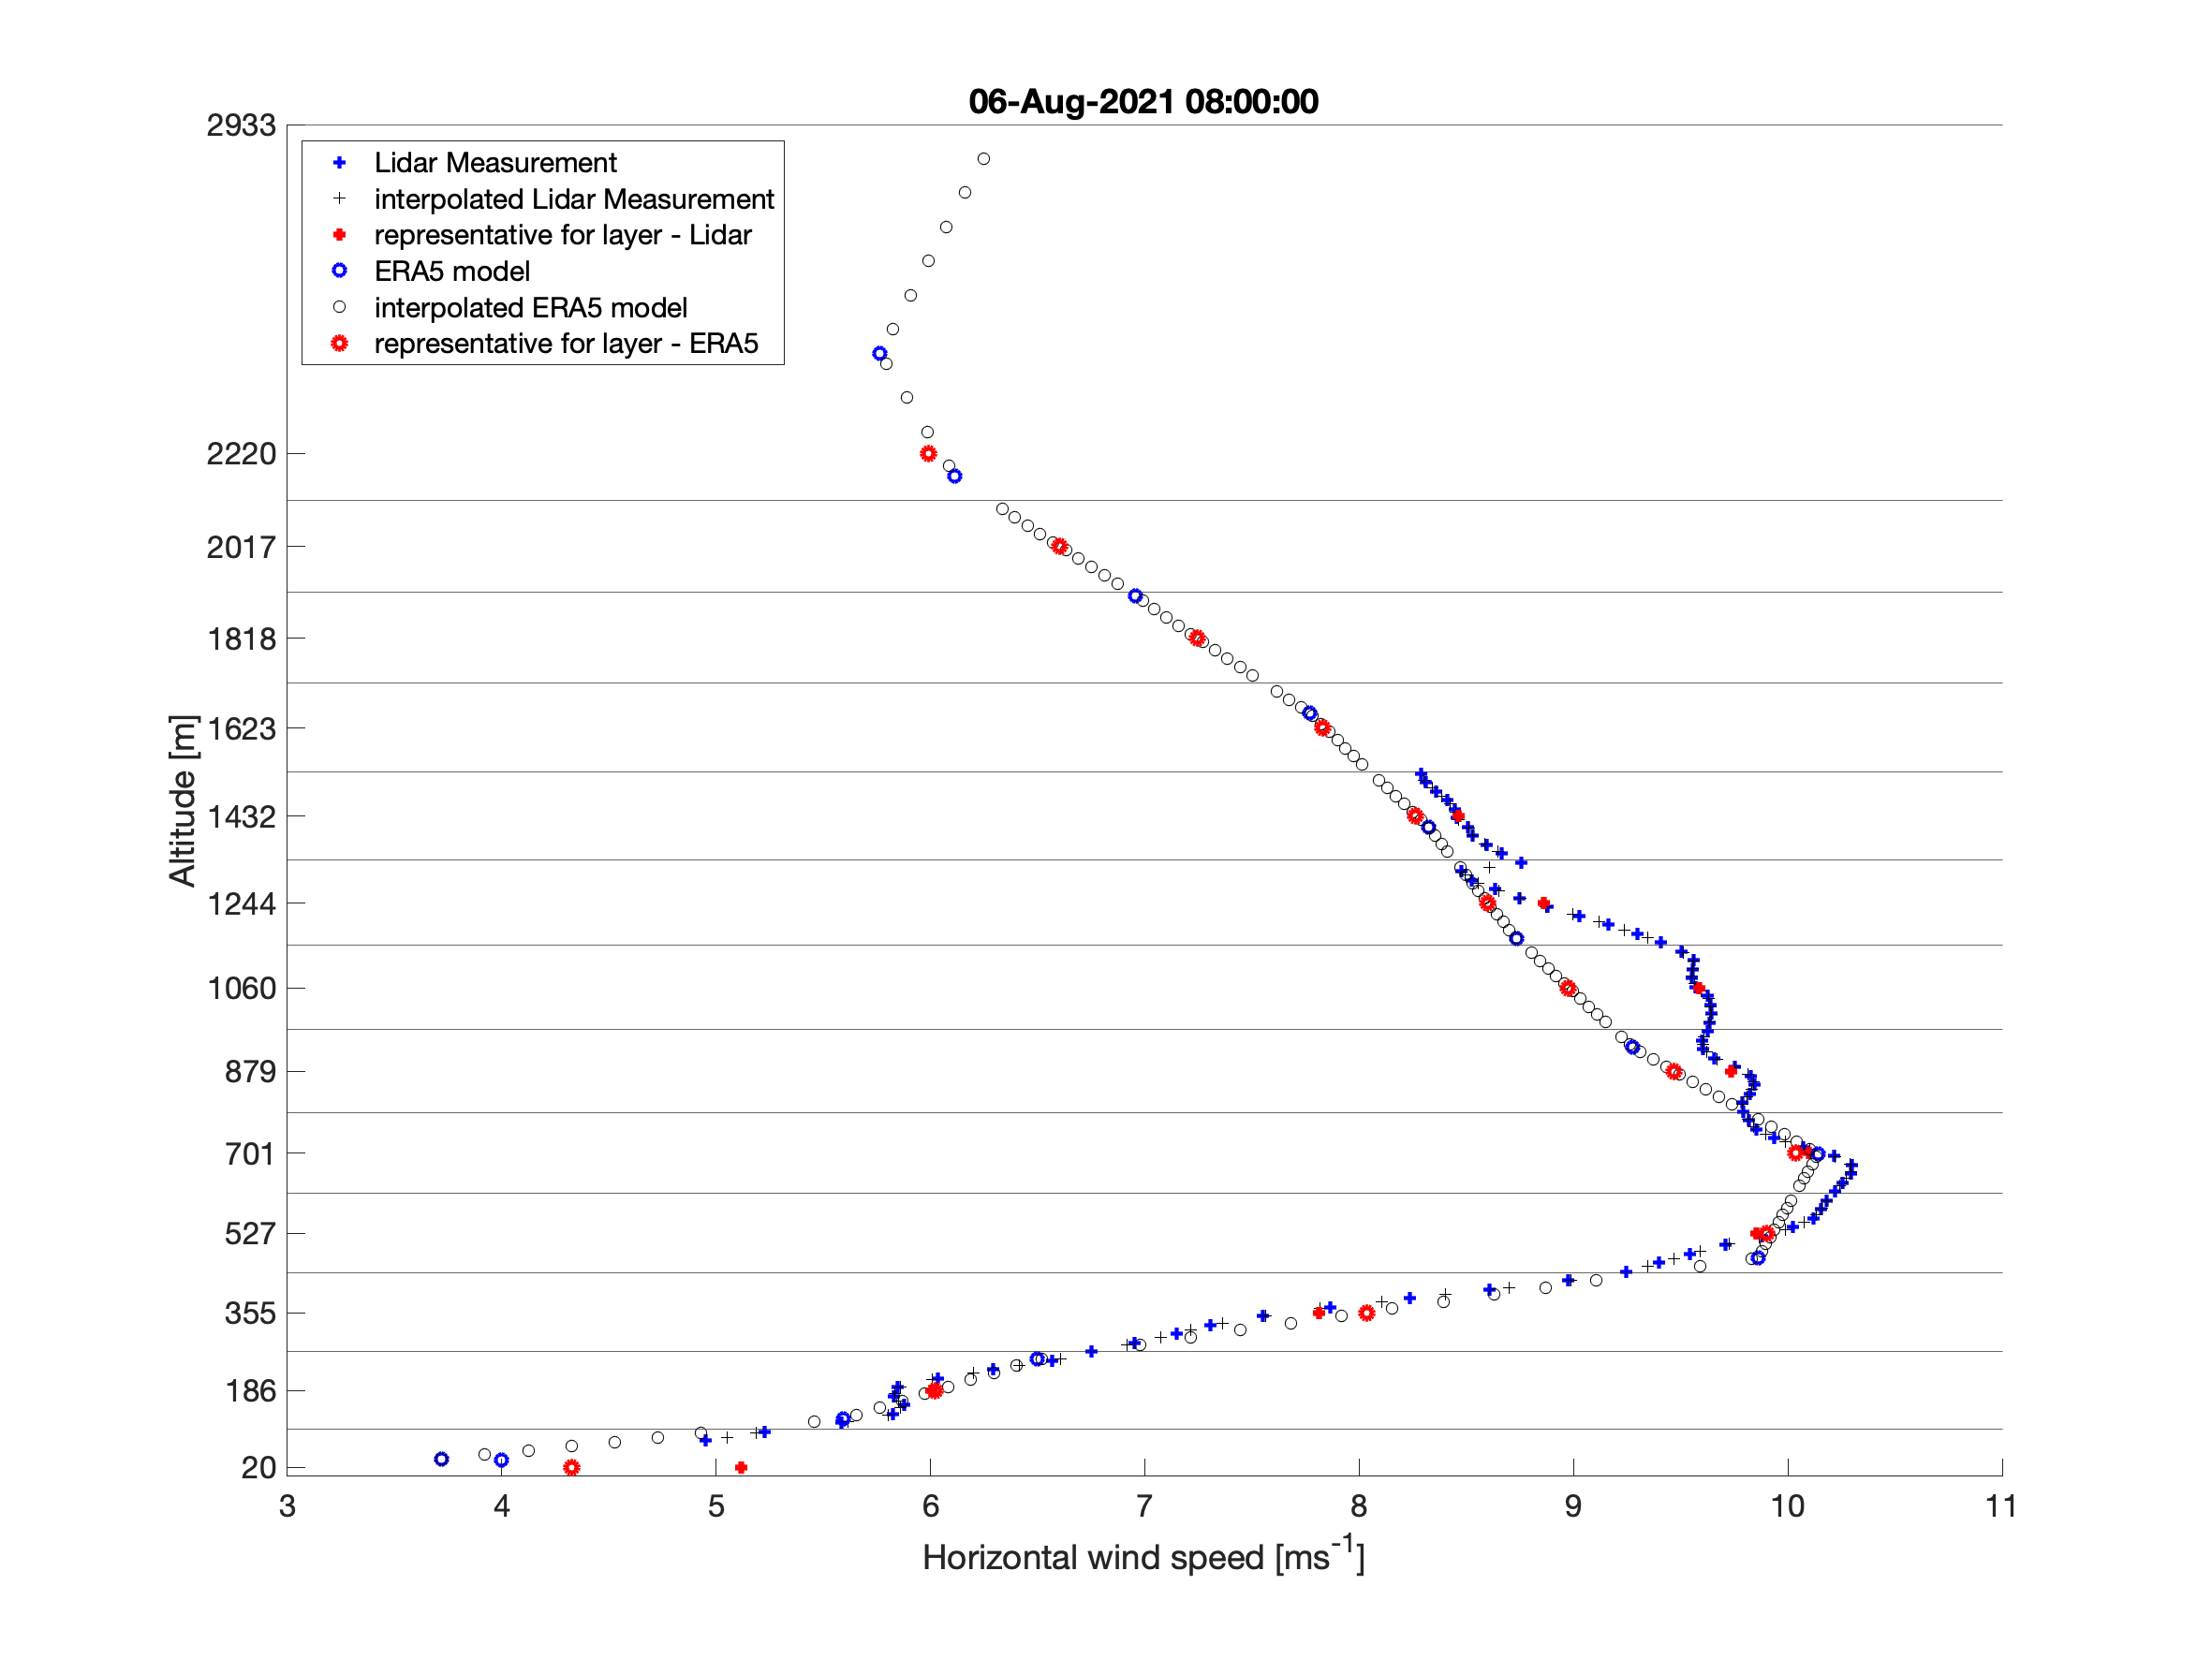 06-Aug-2021 08:00:00
2933
Lidar Measurement
interpolated Lidar Measurement
representative for layer - Lidar
ERA5 model
interpolated ERA5 model
representative for layer - ERA5
2220
2017
1818
1623
1432
1244
1060
879
701
527
355
186
20
Altitude [m]
3 4 5 6 7 8 9 10 11
Horizontal wind speed [ms⁻¹]